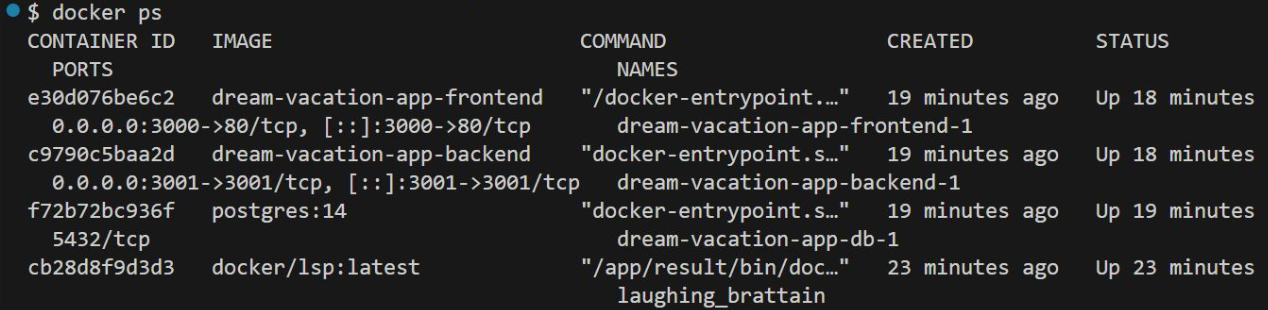 $ docker ps
CONTAINER ID   IMAGE                         COMMAND                  CREATED          STATUS
  PORTS                                         NAMES
e30d076be6c2   dream-vacation-app-frontend   "/docker-entrypoint.…"   19 minutes ago   Up 18 minutes
  0.0.0.0:3000->80/tcp, [::]:3000->80/tcp       dream-vacation-app-frontend-1
c9790c5baa2d   dream-vacation-app-backend    "docker-entrypoint.s…"   19 minutes ago   Up 18 minutes
  0.0.0.0:3001->3001/tcp, [::]:3001->3001/tcp   dream-vacation-app-backend-1
f72b72bc936f   postgres:14                   "docker-entrypoint.s…"   19 minutes ago   Up 19 minutes
  5432/tcp                                      dream-vacation-app-db-1
cb28d8f9d3d3   docker/lsp:latest             "/app/result/bin/doc…"   23 minutes ago   Up 23 minutes
                                                laughing_brattain